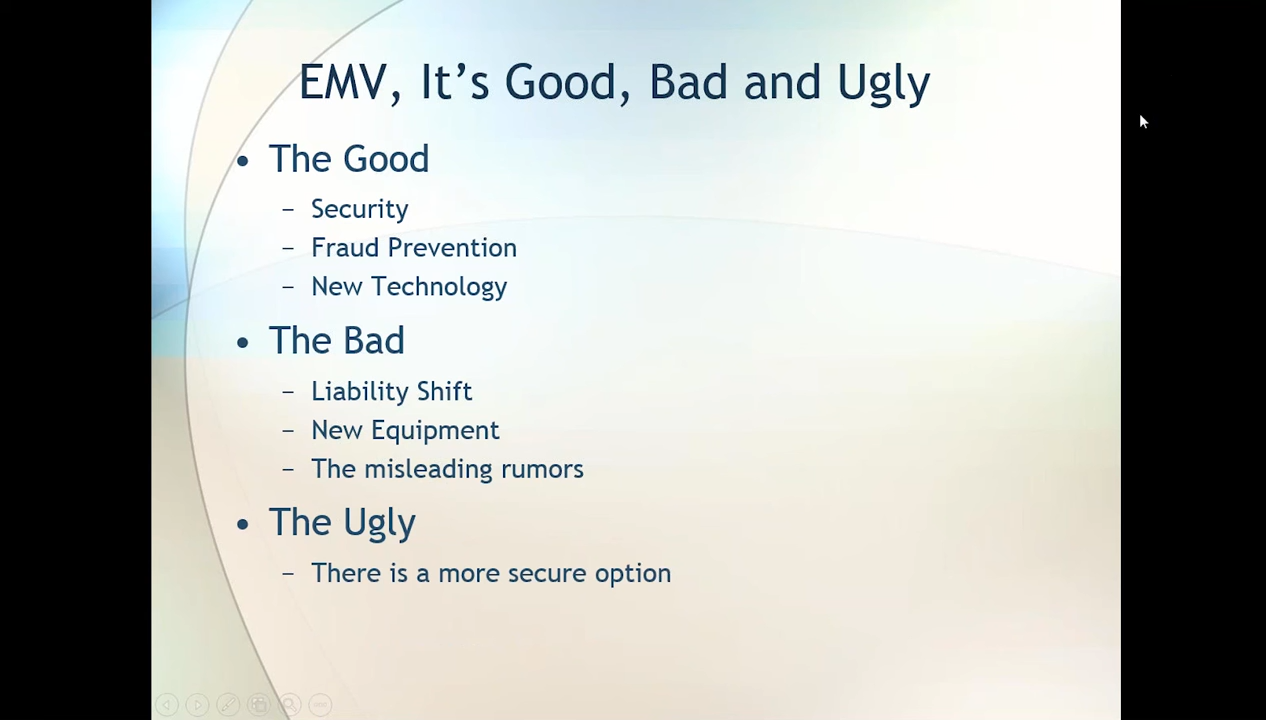 EMV, It’s Good, Bad and Ugly
• The Good
– Security
– Fraud Prevention
– New Technology
• The Bad
– Liability Shift
– New Equipment
– The misleading rumors
• The Ugly
– There is a more secure option